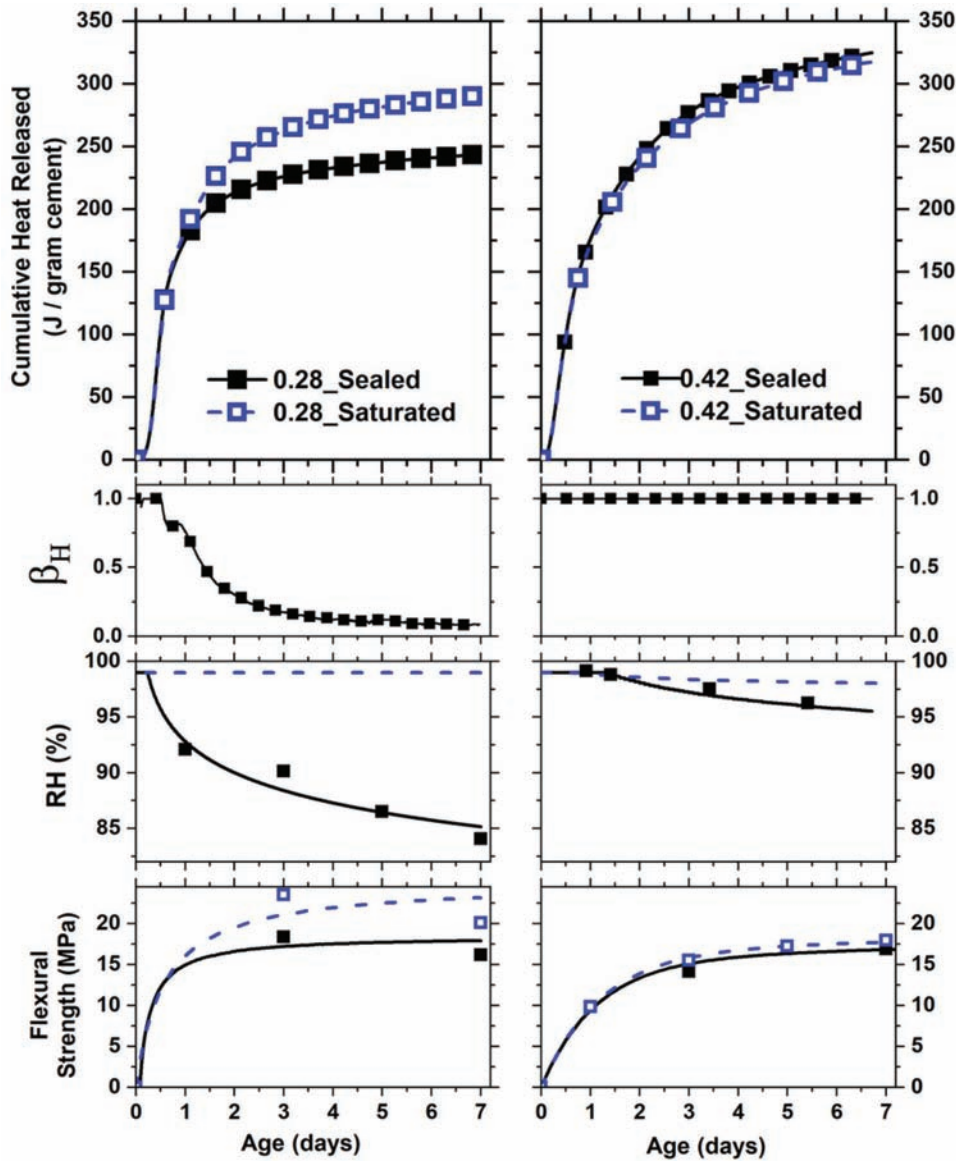 350
300
250
200
150
100
50
0
Cumulative Heat Released
(J / gram cement)
0.28_Sealed
0.28_Saturated
0.42_Sealed
0.42_Saturated
350
300
250
200
150
100
50
0
1.0
0.5
0.0
β_H
1.0
0.5
0.0
100
95
90
85
RH (%)
100
95
90
85
20
15
10
5
0
Flexural
Strength (MPa)
20
15
10
5
0
0 1 2 3 4 5 6 7
Age (days)
0 1 2 3 4 5 6 7
Age (days)